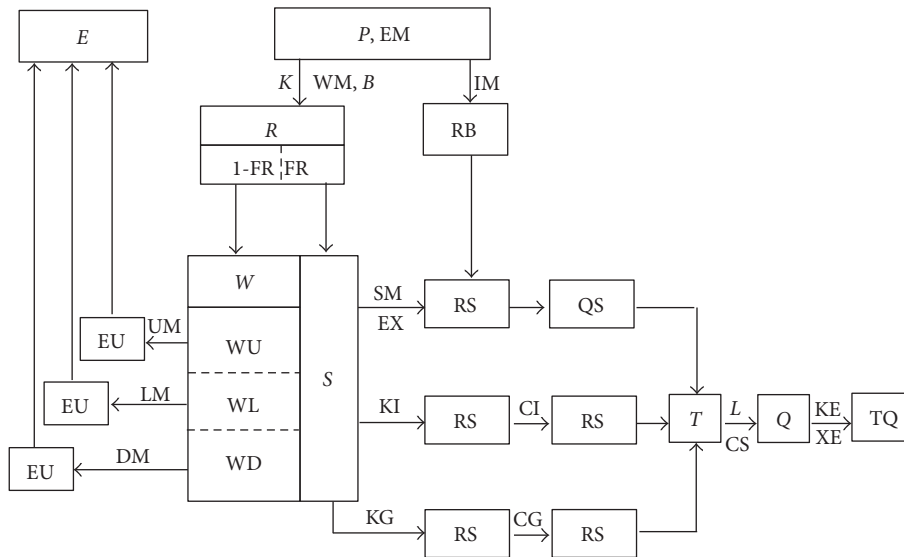 E
P, EM
K
WM, B
IM
R
RB
1-FR
FR
W
SM
EX
RS
QS
UM
EU
WU
S
LM
EU
WL
KI
RS
CI
RS
T
L
CS
Q
KE
XE
TQ
DM
EU
WD
KG
RS
CG
RS